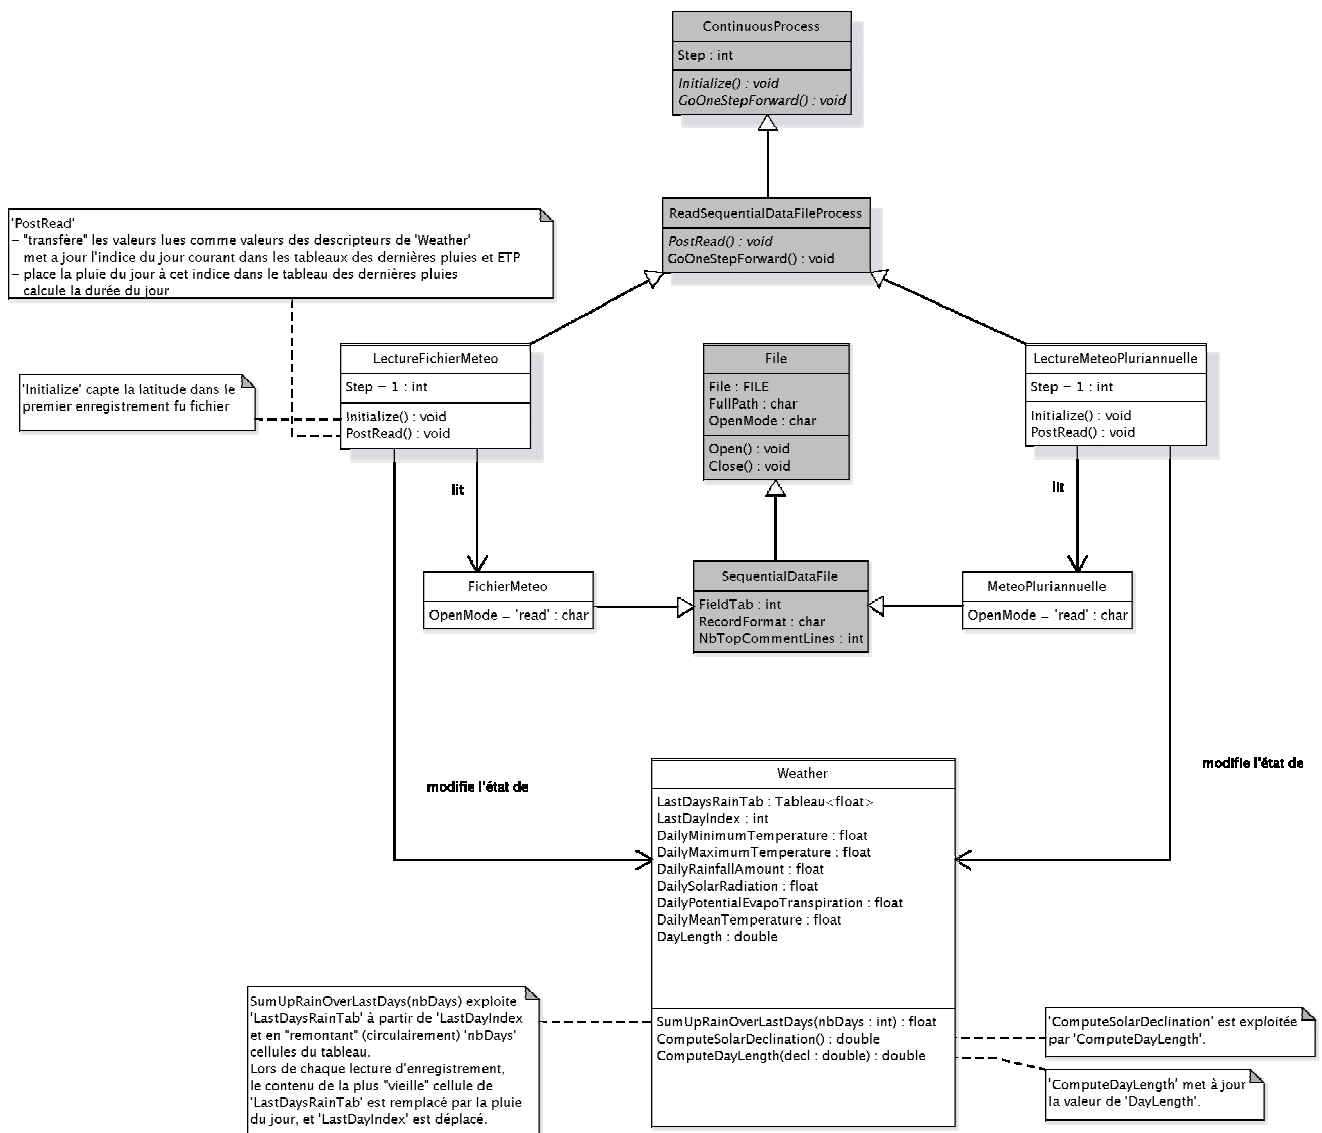 ContinuousProcess
Step : int
Initialize() : void
GoOneStepForward() : void
ReadSequentialDataFileProcess
PostRead() : void
GoOneStepForward() : void
'PostRead'
– "transfère" les valeurs lues comme valeurs des descripteurs de 'Weather'
met a jour l'indice du jour courant dans les tableaux des dernières pluies et ETP
– place la pluie du jour à cet indice dans le tableau des dernières pluies
calcule la durée du jour
LectureFichierMeteo
Step – 1 : int
Initialize() : void
PostRead() : void
'Initialize' capte la latitude dans le
premier enregistrement fu fichier
File
File : FILE
FullPath : char
OpenMode : char
Open() : void
Close() : void
LectureMeteoPluriannuelle
Step – 1 : int
Initialize() : void
PostRead() : void
lit
lit
FichierMeteo
OpenMode – 'read' : char
SequentialDataFile
FieldTab : int
RecordFormat : char
NbTopCommentLines : int
MeteoPluriannuelle
OpenMode – 'read' : char
modifie l'état de
modifie l'état de
Weather
LastDaysRainTab : Tableau<float>
LastDayIndex : int
DailyMinimumTemperature : float
DailyMaximumTemperature : float
DailyRainfallAmount : float
DailySolarRadiation : float
DailyPotentialEvapoTranspiration : float
DailyMeanTemperature : float
DayLength : double
SumUpRainOverLastDays(nbDays : int) : float
ComputeSolarDeclination() : double
ComputeDayLength(decl : double) : double
SumUpRainOverLastDays(nbDays) exploite
'LastDaysRainTab' à partir de 'LastDayIndex
et en "remontant" (circulairement) 'nbDays'
cellules du tableau.
Lors de chaque lecture d'enregistrement,
le contenu de la plus "vieille" cellule de
'LastDaysRainTab' est remplacé par la pluie
du jour, et 'LastDayIndex' est déplacé.
'ComputeSolarDeclination' est exploitée
par 'ComputeDayLength'.
'ComputeDayLength' met à jour
la valeur de 'DayLength'.